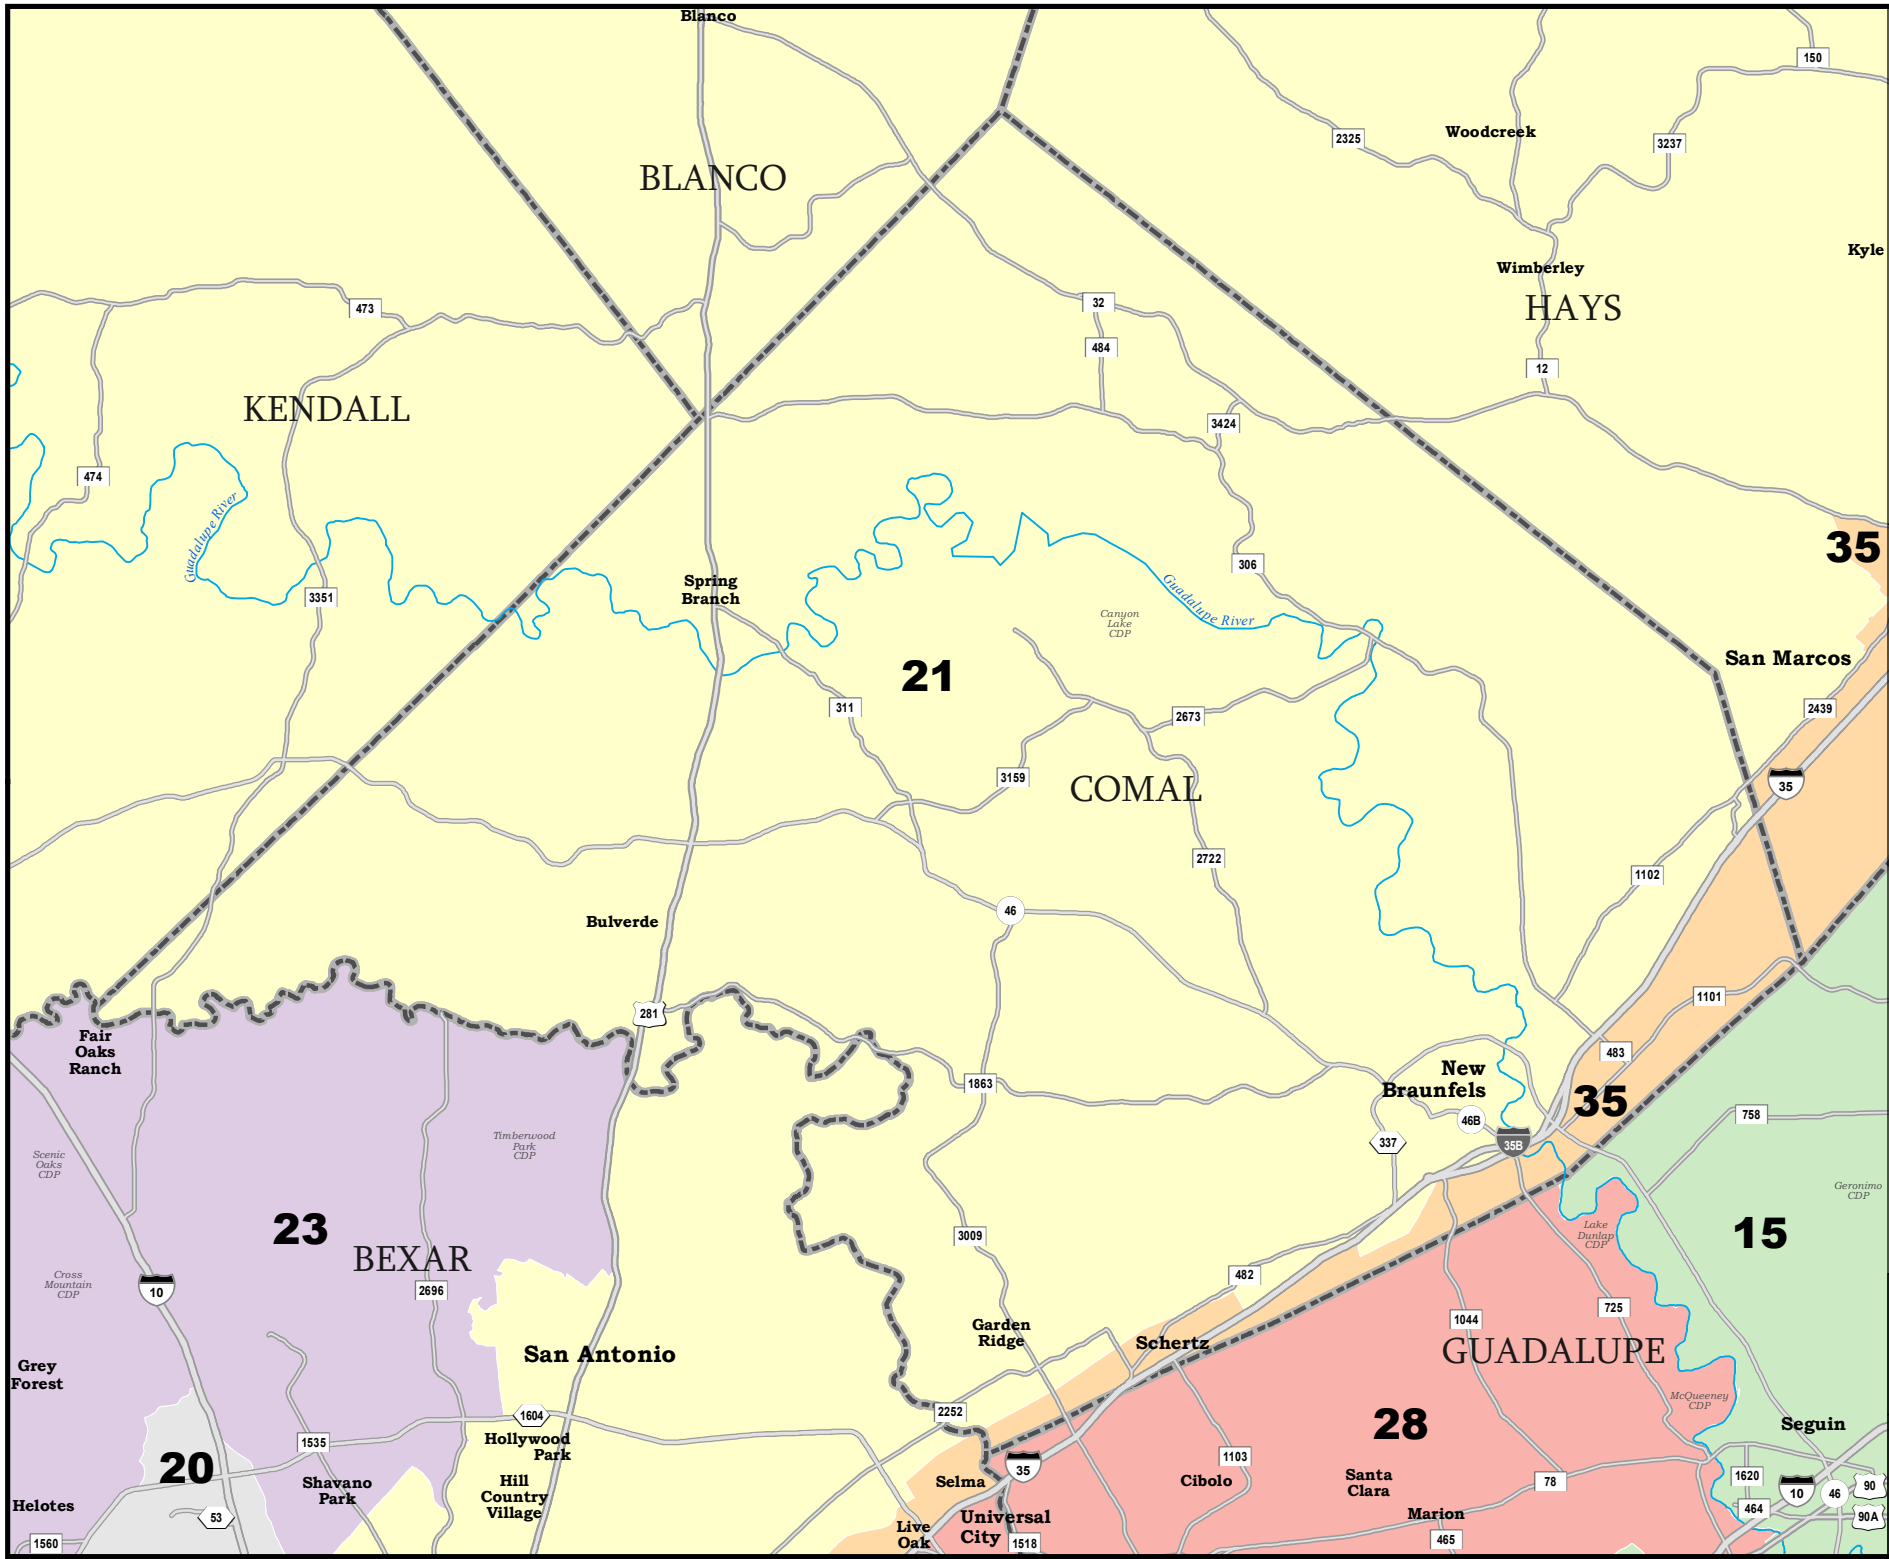 Blanco
150
2325
Woodcreek
3237
BLANCO
Kyle
Wimberley
HAYS
473
32
484
12
KENDALL
3424
474
Guadalupe River
35
306
3351
Spring
Branch
Guadalupe River
Canyon
Lake
CDP
San Marcos
21
311
2673
2439
3159
COMAL
35
2722
1102
46
Bulverde
281
1101
Fair
Oaks
Ranch
483
1863
New
Braunfels
35
46B
758
337
35B
Timberwood
Park
CDP
Scenic
Oaks
CDP
Geronimo
CDP
23
15
3009
Lake
Dunlap
CDP
BEXAR
Cross
Mountain
CDP
10
2696
482
725
1044
Garden
Ridge
Schertz
GUADALUPE
San Antonio
Grey
Forest
McQueeney
CDP
2252
1604
28
Seguin
1535
Hollywood
Park
20
35
1103
Selma
Cibolo
Santa
Clara
78
1620
10
46
90
Shavano
Park
Hill
Country
Village
Helotes
53
Universal
City
Marion
464
90A
Live
Oak
1560
1518
465